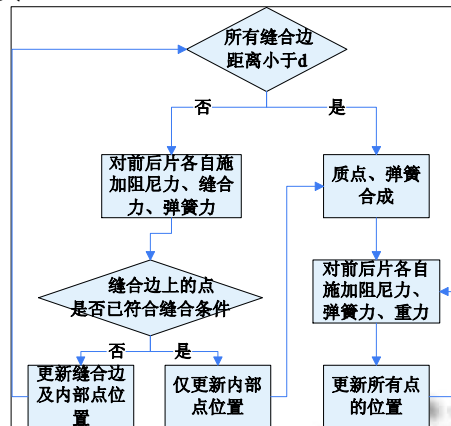 所有缝合边
距离小于d
否
是
对前后片各自施
加阻尼力、缝合
力、弹簧力
质点、弹簧
合成
缝合边上的点
是否已符合缝合条件
对前后片各自
施加阻尼力、
弹簧力、重力
否
是
更新缝合边
及内部点位
置
仅更新内部
点位置
更新所有点
的位置